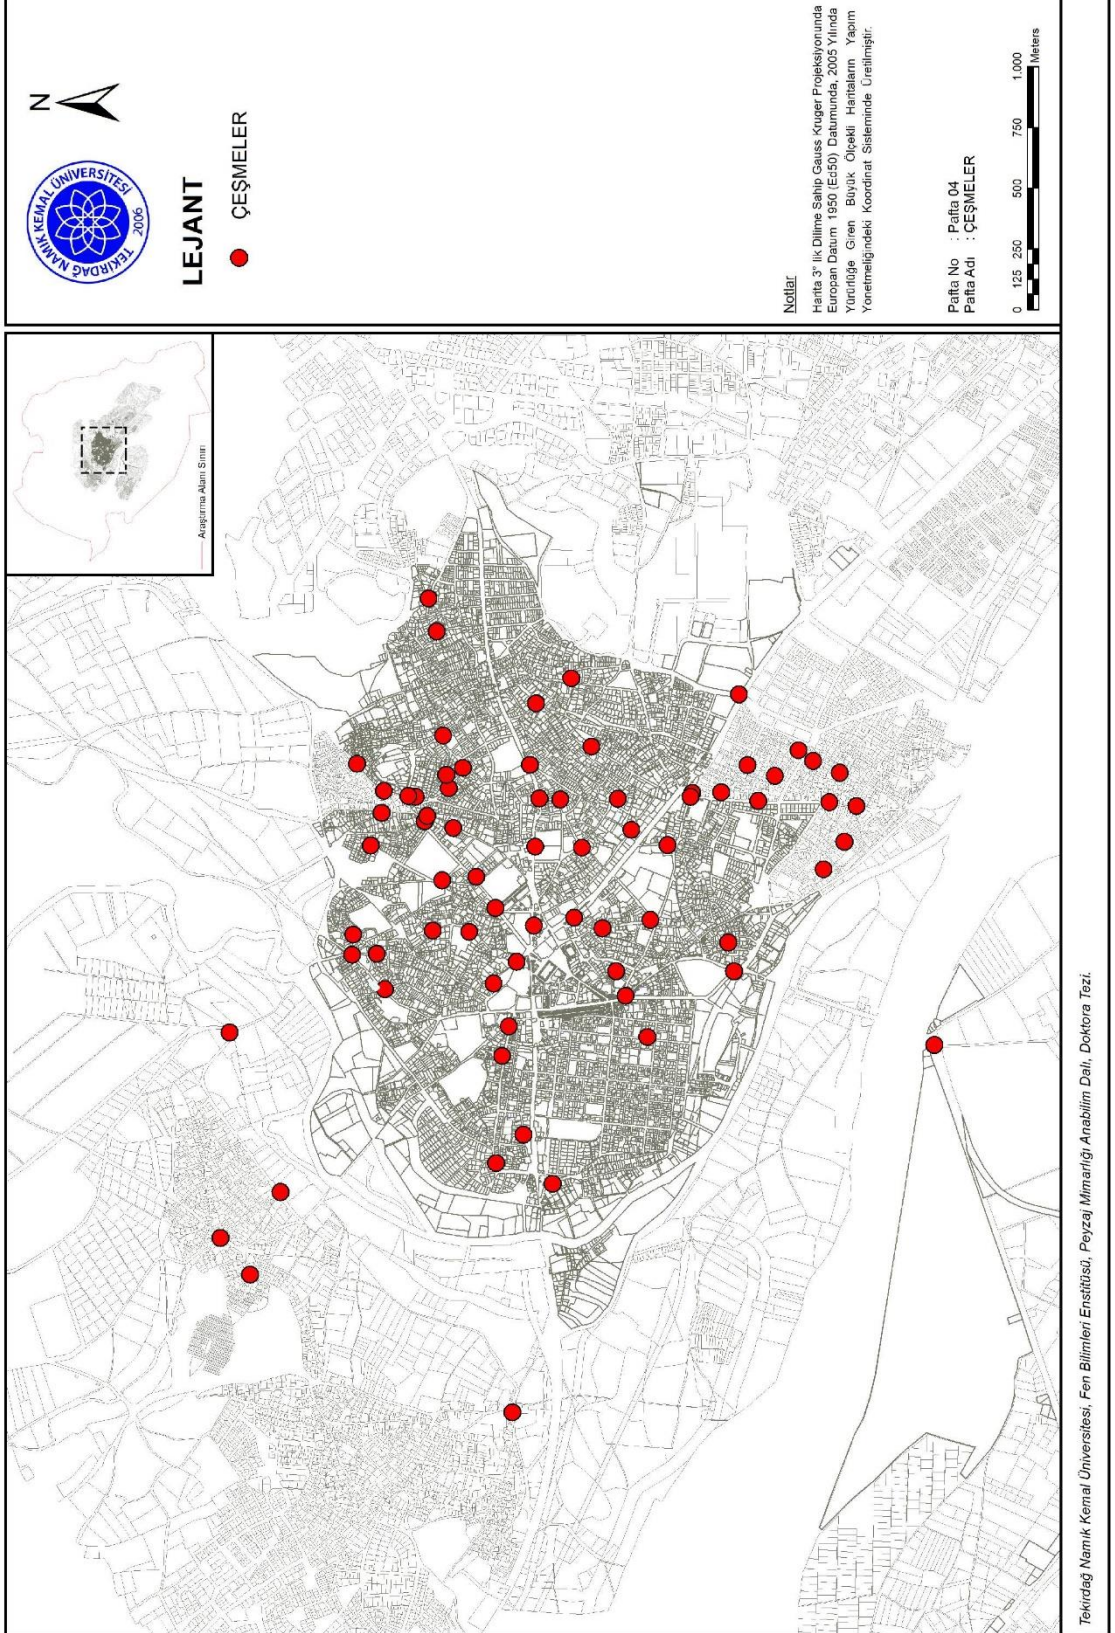 TEKİRDAĞ NAMIK KEMAL ÜNİVERSİTESİ
2006
N
LEJANT
ÇEŞMELER
Notlar
Harita 3° lik Dilime Sahip Gauss Kruger Projeksiyonunda
Europan Datum 1950 (Ed50) Datumunda, 2005 Yılında
Yürürlüğe Giren Büyük Ölçekli Haritaların Yapım
Yönetmeliğindeki Koordinat Sisteminde Üretilmiştir.
Pafta No : Pafta 04
Pafta Adı : ÇEŞMELER
0 125 250 500 750 1.000
Meters
Araştırma Alanı Sınırı
Tekirdağ Namık Kemal Üniversitesi, Fen Bilimleri Enstitüsü, Peyzaj Mimarlığı Anabilim Dalı, Doktora Tezi.